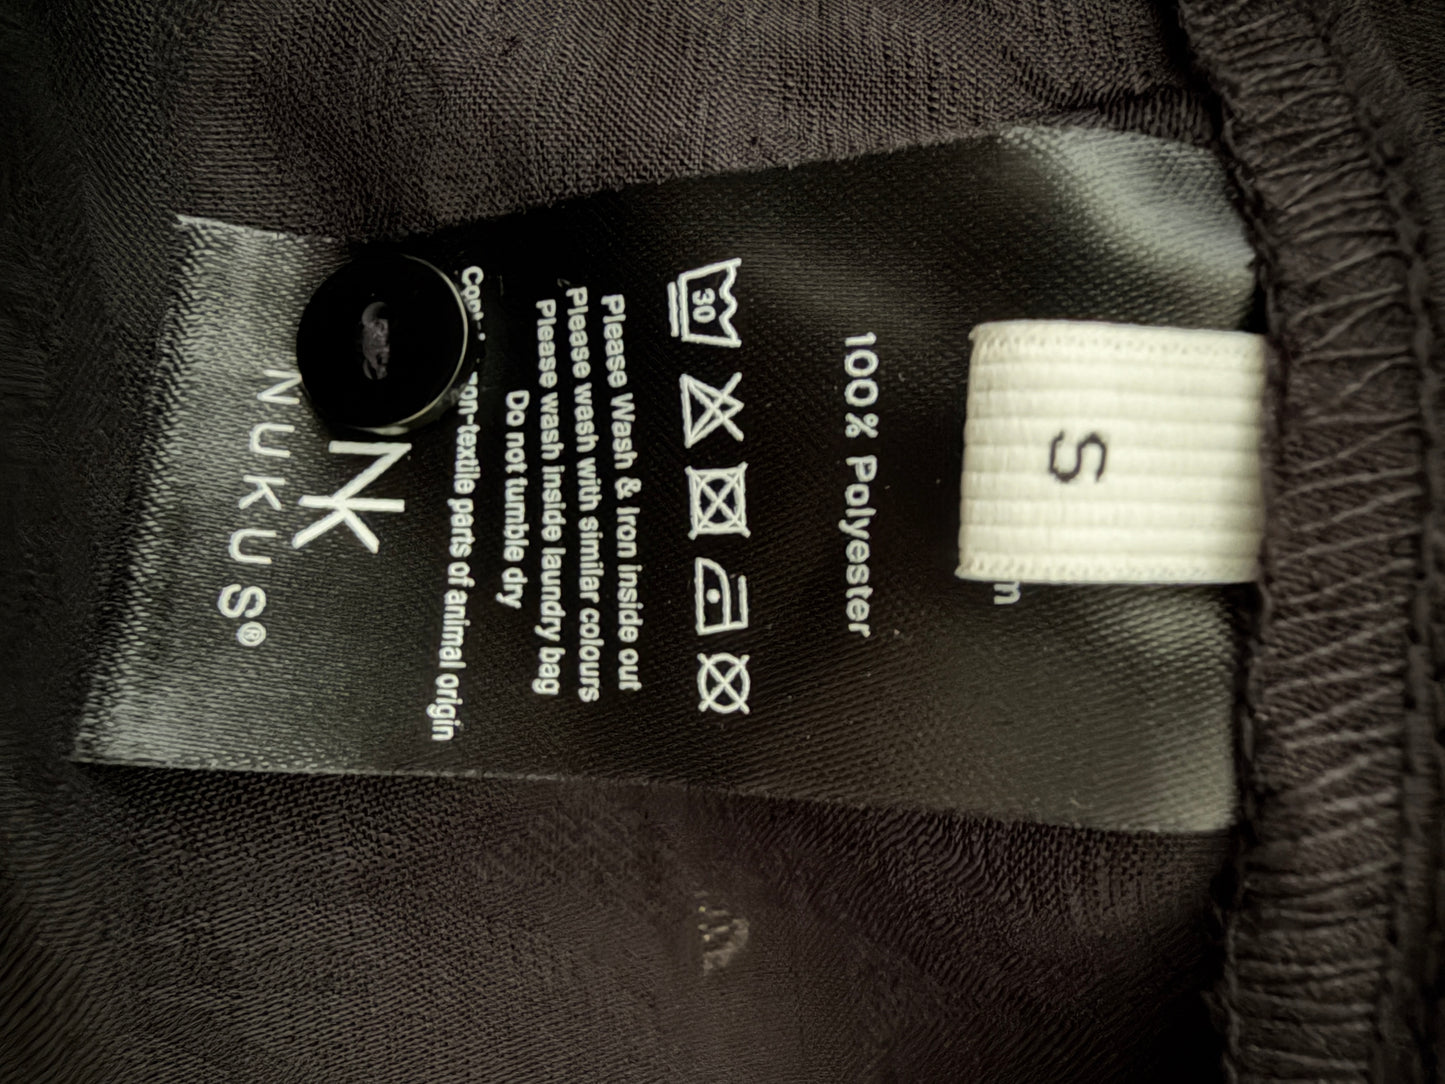 S
m
100% Polyester
30
Please Wash & Iron inside out
Please wash with similar colours
Please wash inside laundry bag
Do not tumble dry
non-textile parts of animal origin
NK
NUKUS®